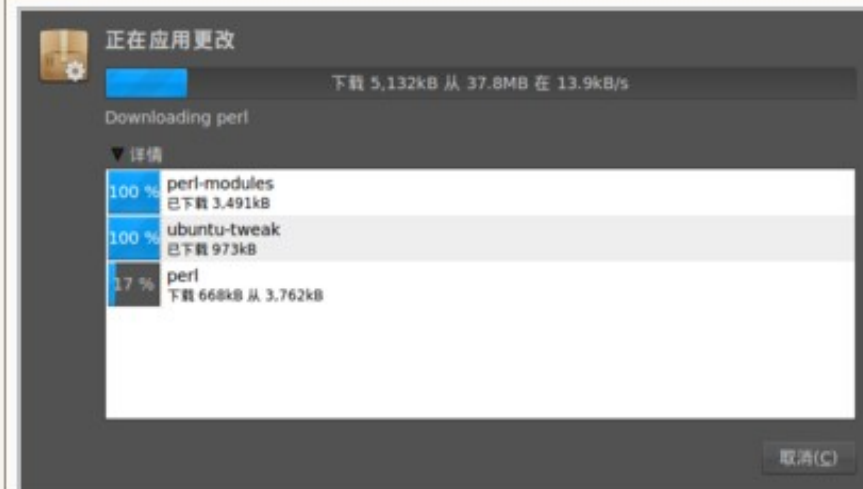 正在应用更改
下载 5,132kB 从 37.8MB 在 13.9kB/s
Downloading perl
▼ 详情
100 % perl-modules
已下载 3,491kB
100 % ubuntu-tweak
已下载 973kB
17 % perl
下载 668kB 从 3,762kB
取消(C)